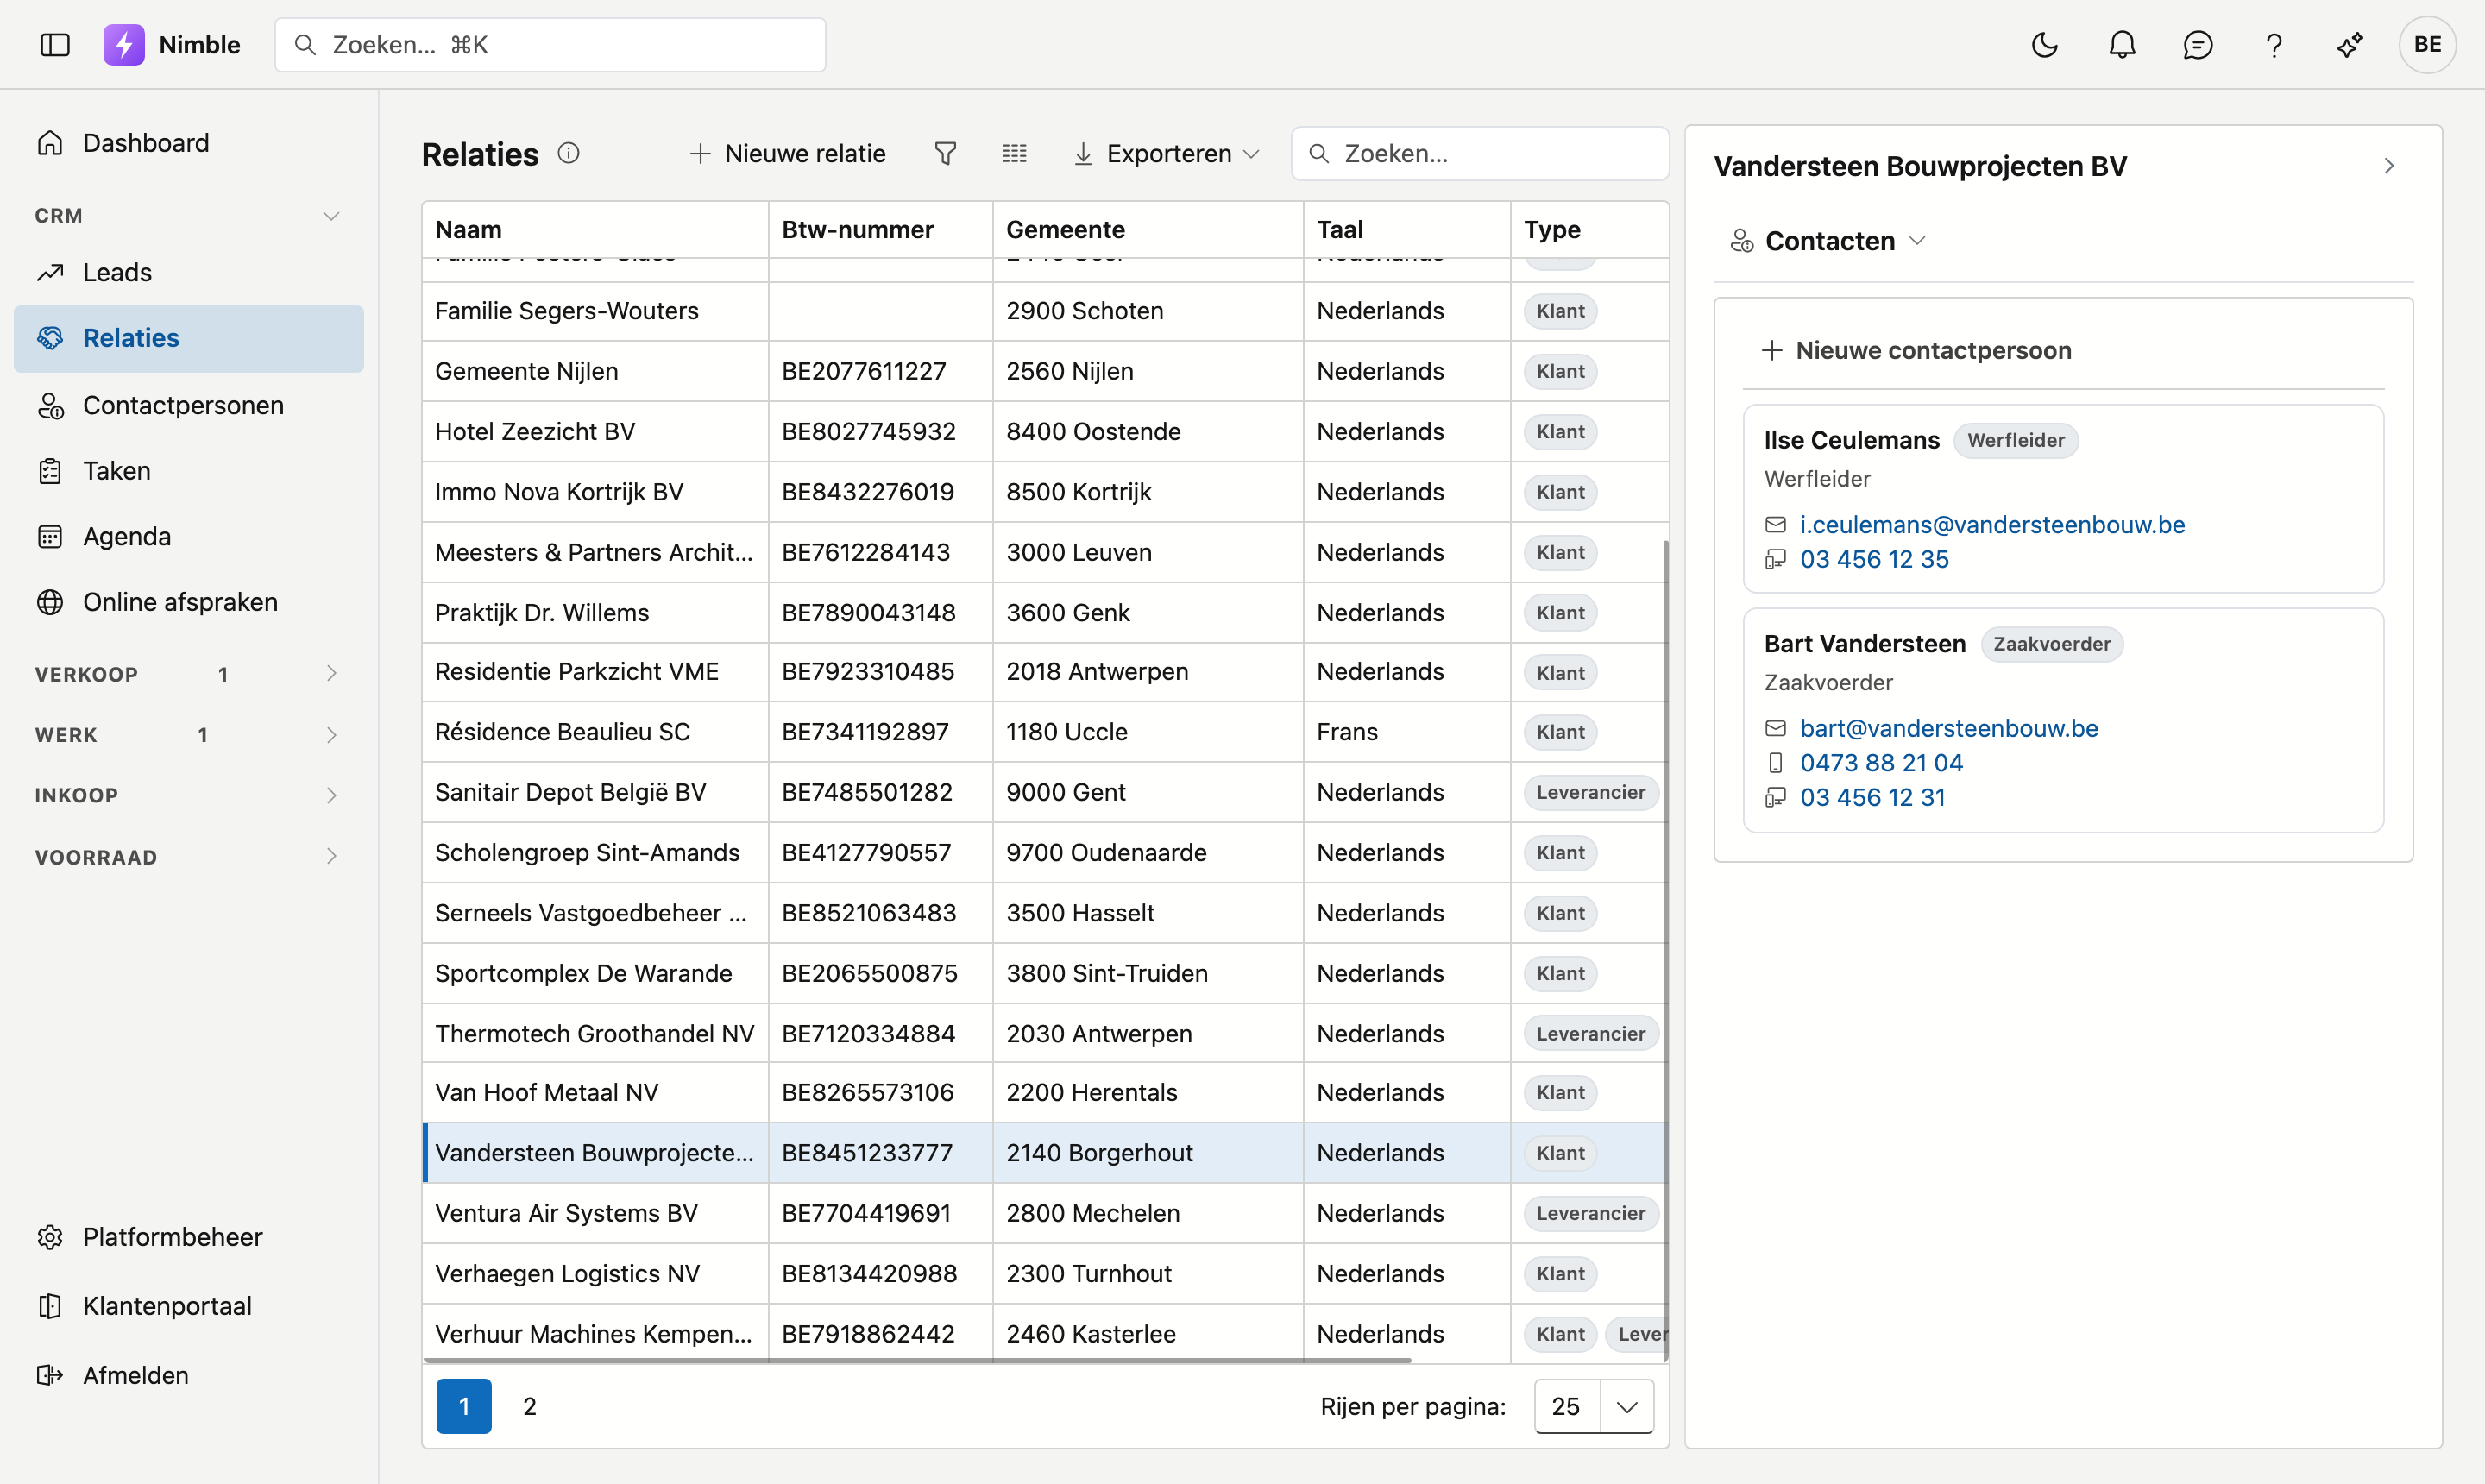 Nimble
Zoeken... ⌘K
BE
Dashboard
CRM
Leads
Relaties
Contactpersonen
Taken
Agenda
Online afspraken
VERKOOP 1
WERK 1
INKOOP
VOORRAAD
Platformbeheer
Klantenportaal
Afmelden
Relaties
Nieuwe relatie
Exporteren
Zoeken...
Naam Btw-nummer Gemeente Taal Type
Familie Segers-Wouters 2900 Schoten Nederlands Klant
Gemeente Nijlen BE2077611227 2560 Nijlen Nederlands Klant
Hotel Zeezicht BV BE8027745932 8400 Oostende Nederlands Klant
Immo Nova Kortrijk BV BE8432276019 8500 Kortrijk Nederlands Klant
Meesters & Partners Archit... BE7612284143 3000 Leuven Nederlands Klant
Praktijk Dr. Willems BE7890043148 3600 Genk Nederlands Klant
Residentie Parkzicht VME BE7923310485 2018 Antwerpen Nederlands Klant
Résidence Beaulieu SC BE7341192897 1180 Uccle Frans Klant
Sanitair Depot België BV BE7485501282 9000 Gent Nederlands Leverancier
Scholengroep Sint-Amands BE4127790557 9700 Oudenaarde Nederlands Klant
Serneels Vastgoedbeheer ... BE8521063483 3500 Hasselt Nederlands Klant
Sportcomplex De Warande BE2065500875 3800 Sint-Truiden Nederlands Klant
Thermotech Groothandel NV BE7120334884 2030 Antwerpen Nederlands Leverancier
Van Hoof Metaal NV BE8265573106 2200 Herentals Nederlands Klant
Vandersteen Bouwprojecte... BE8451233777 2140 Borgerhout Nederlands Klant
Ventura Air Systems BV BE7704419691 2800 Mechelen Nederlands Leverancier
Verhaegen Logistics NV BE8134420988 2300 Turnhout Nederlands Klant
Verhuur Machines Kempen... BE7918862442 2460 Kasterlee Nederlands Klant Lever
1 2
Rijen per pagina: 25
Vandersteen Bouwprojecten BV
Contacten
Nieuwe contactpersoon
Ilse Ceulemans Werfleider
Werfleider
i.ceulemans@vandersteenbouw.be
03 456 12 35
Bart Vandersteen Zaakvoerder
Zaakvoerder
bart@vandersteenbouw.be
0473 88 21 04
03 456 12 31